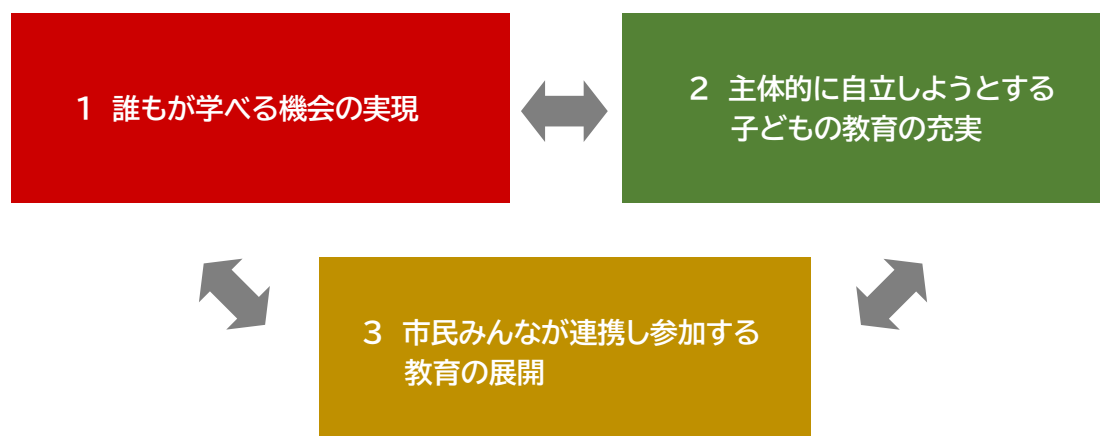 1 誰もが学べる機会の実現
2 主体的に自立しようとする
子どもの教育の充実
3 市民みんなが連携し参加する
教育の展開